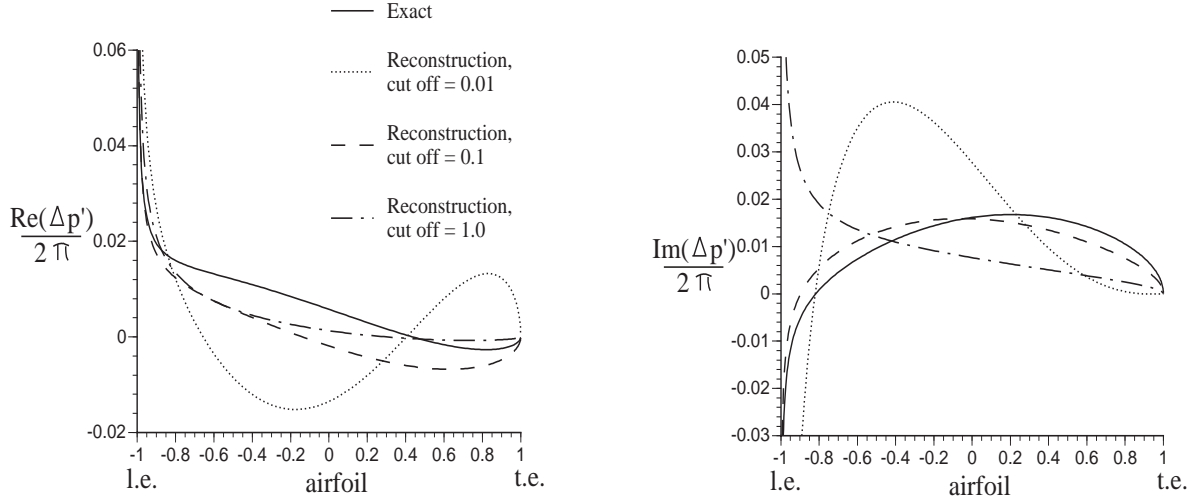 Exact
Reconstruction,
cut off = 0.01
Reconstruction,
cut off = 0.1
Reconstruction,
cut off = 1.0
0.06
0.04
0.02
0
-0.02
Re(Δp')
2 π
-1 -0.8 -0.6 -0.4 -0.2 0 0.2 0.4 0.6 0.8 1
l.e. airfoil t.e.
0.05
0.04
0.03
0.02
0.01
0
-0.01
-0.02
-0.03
Im(Δp')
2 π
-1 -0.8 -0.6 -0.4 -0.2 0 0.2 0.4 0.6 0.8 1
l.e. airfoil t.e.